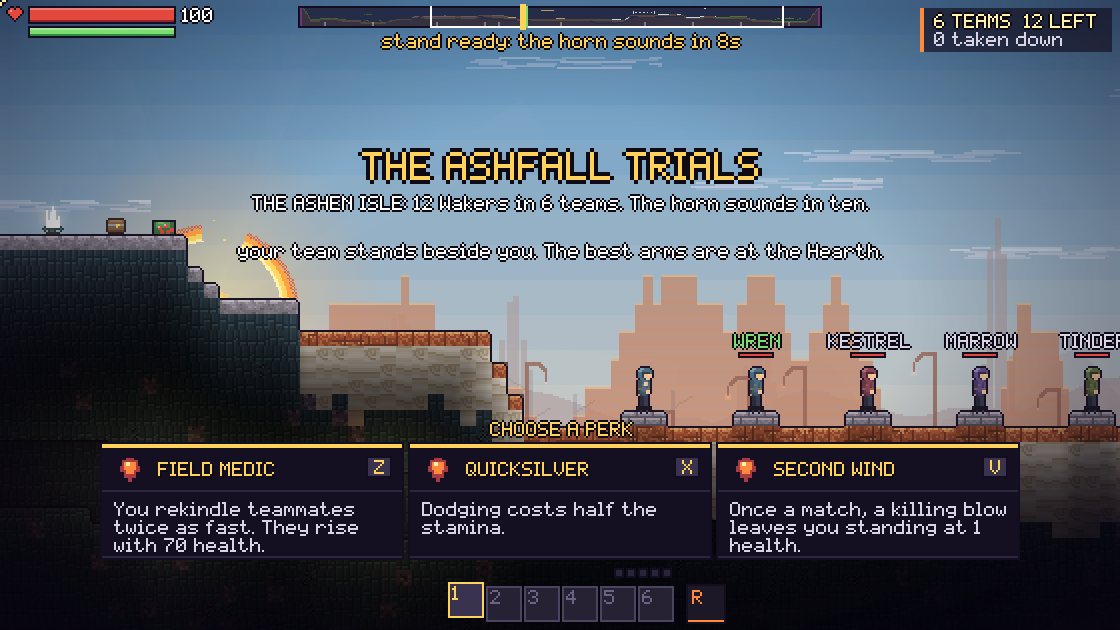 100
stand ready: the horn sounds in 8s
6 TEAMS 12 LEFT
0 taken down
THE ASHFALL TRIALS
THE ASHEN ISLE: 12 Wakers in 6 teams. The horn sounds in ten.
your team stands beside you. The best arms are at the Hearth.
WREN
KESTREL
MARROW
TINDER
CHOOSE A PERK
FIELD MEDIC Z
You rekindle teammates
twice as fast. They rise
with 70 health.
QUICKSILVER X
Dodging costs half the
stamina.
SECOND WIND V
Once a match, a killing blow
leaves you standing at 1
health.
1 2 3 4 5 6 R